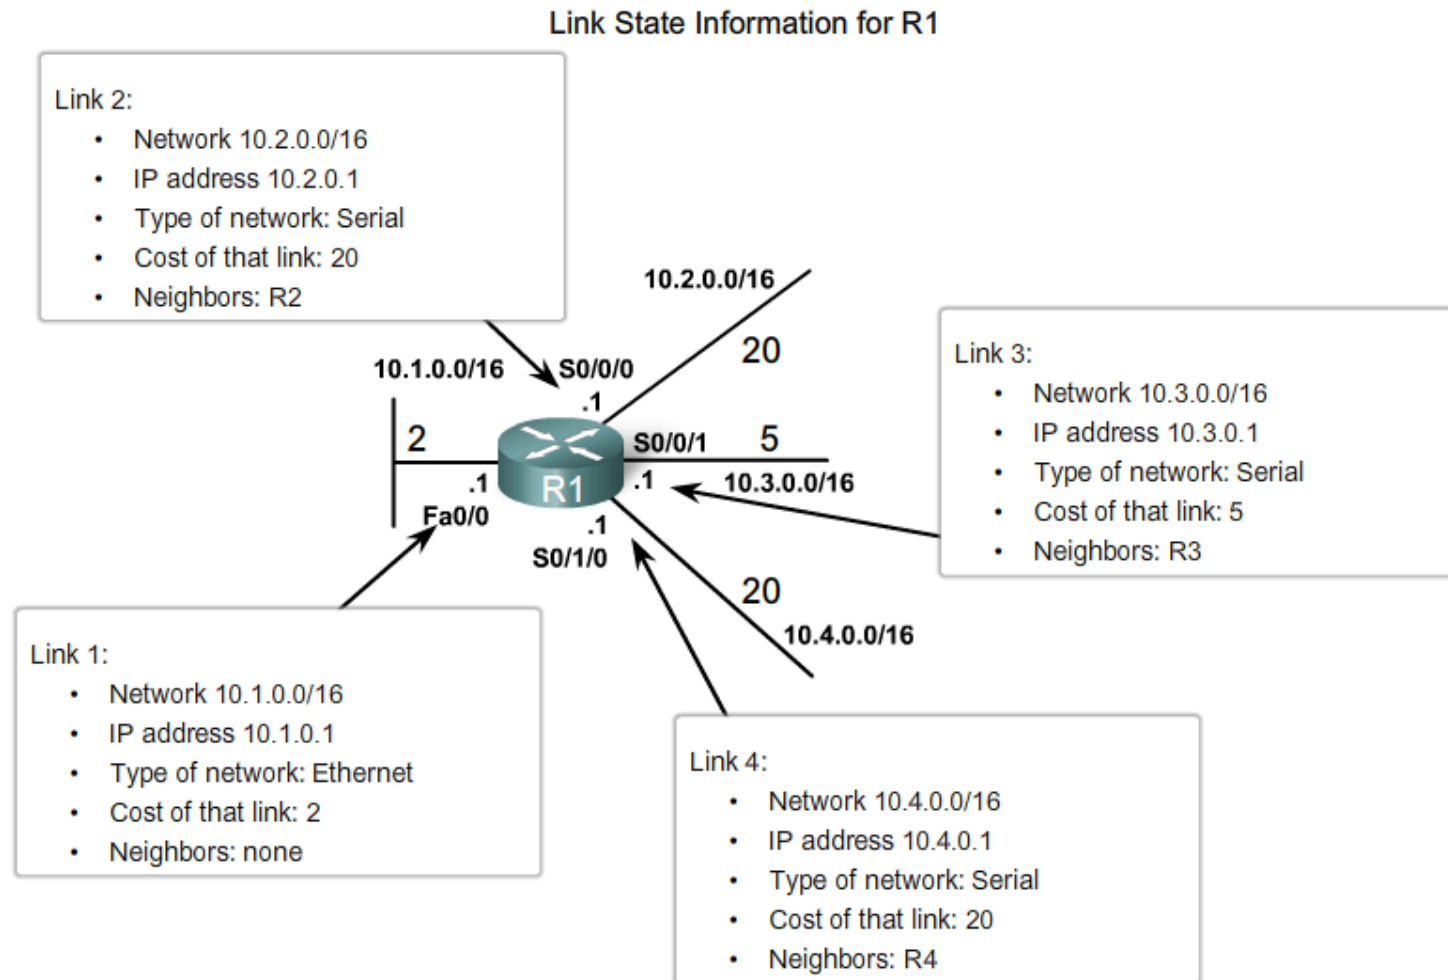 Link State Information for R1
Link 2:
• Network 10.2.0.0/16
• IP address 10.2.0.1
• Type of network: Serial
• Cost of that link: 20
• Neighbors: R2
10.2.0.0/16
20
10.1.0.0/16
S0/0/0
.1
2
S0/0/1
5
.1
R1
.1
10.3.0.0/16
Fa0/0
.1
S0/1/0
20
10.4.0.0/16
Link 3:
• Network 10.3.0.0/16
• IP address 10.3.0.1
• Type of network: Serial
• Cost of that link: 5
• Neighbors: R3
Link 1:
• Network 10.1.0.0/16
• IP address 10.1.0.1
• Type of network: Ethernet
• Cost of that link: 2
• Neighbors: none
Link 4:
• Network 10.4.0.0/16
• IP address 10.4.0.1
• Type of network: Serial
• Cost of that link: 20
• Neighbors: R4